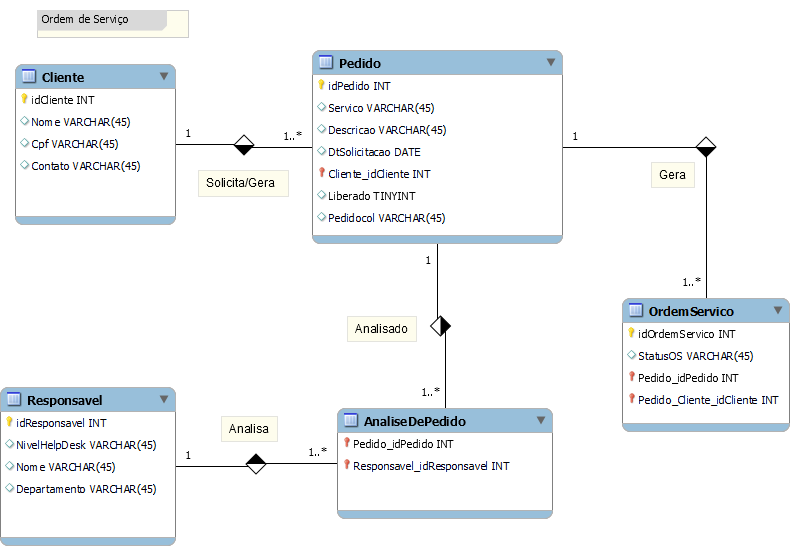 Ordem de Serviço
Cliente
idCliente INT
Nome VARCHAR(45)
Cpf VARCHAR(45)
Contato VARCHAR(45)
1
1..*
Solicita/Gera
Pedido
idPedido INT
Servico VARCHAR(45)
Descricao VARCHAR(45)
DtSolicitacao DATE
Cliente_idCliente INT
Liberado TINYINT
Pedidocol VARCHAR(45)
1
Gera
1..*
OrdemServico
idOrdemServico INT
StatusOS VARCHAR(45)
Pedido_idPedido INT
Pedido_Cliente_idCliente INT
1
Analisado
1..*
Responsavel
idResponsavel INT
NivelHelpDesk VARCHAR(45)
Nome VARCHAR(45)
Departamento VARCHAR(45)
Analisa
1
1..*
AnaliseDePedido
Pedido_idPedido INT
Responsavel_idResponsavel INT